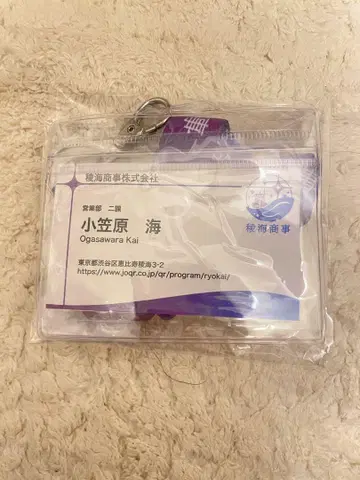 稜海商事株式会社
営業部 二課
小笠原 海
Ogasawara Kai
東京都渋谷区恵比寿稜海3-2
https://www.joqr.co.jp/qr/program/ryokai/
稜海商事